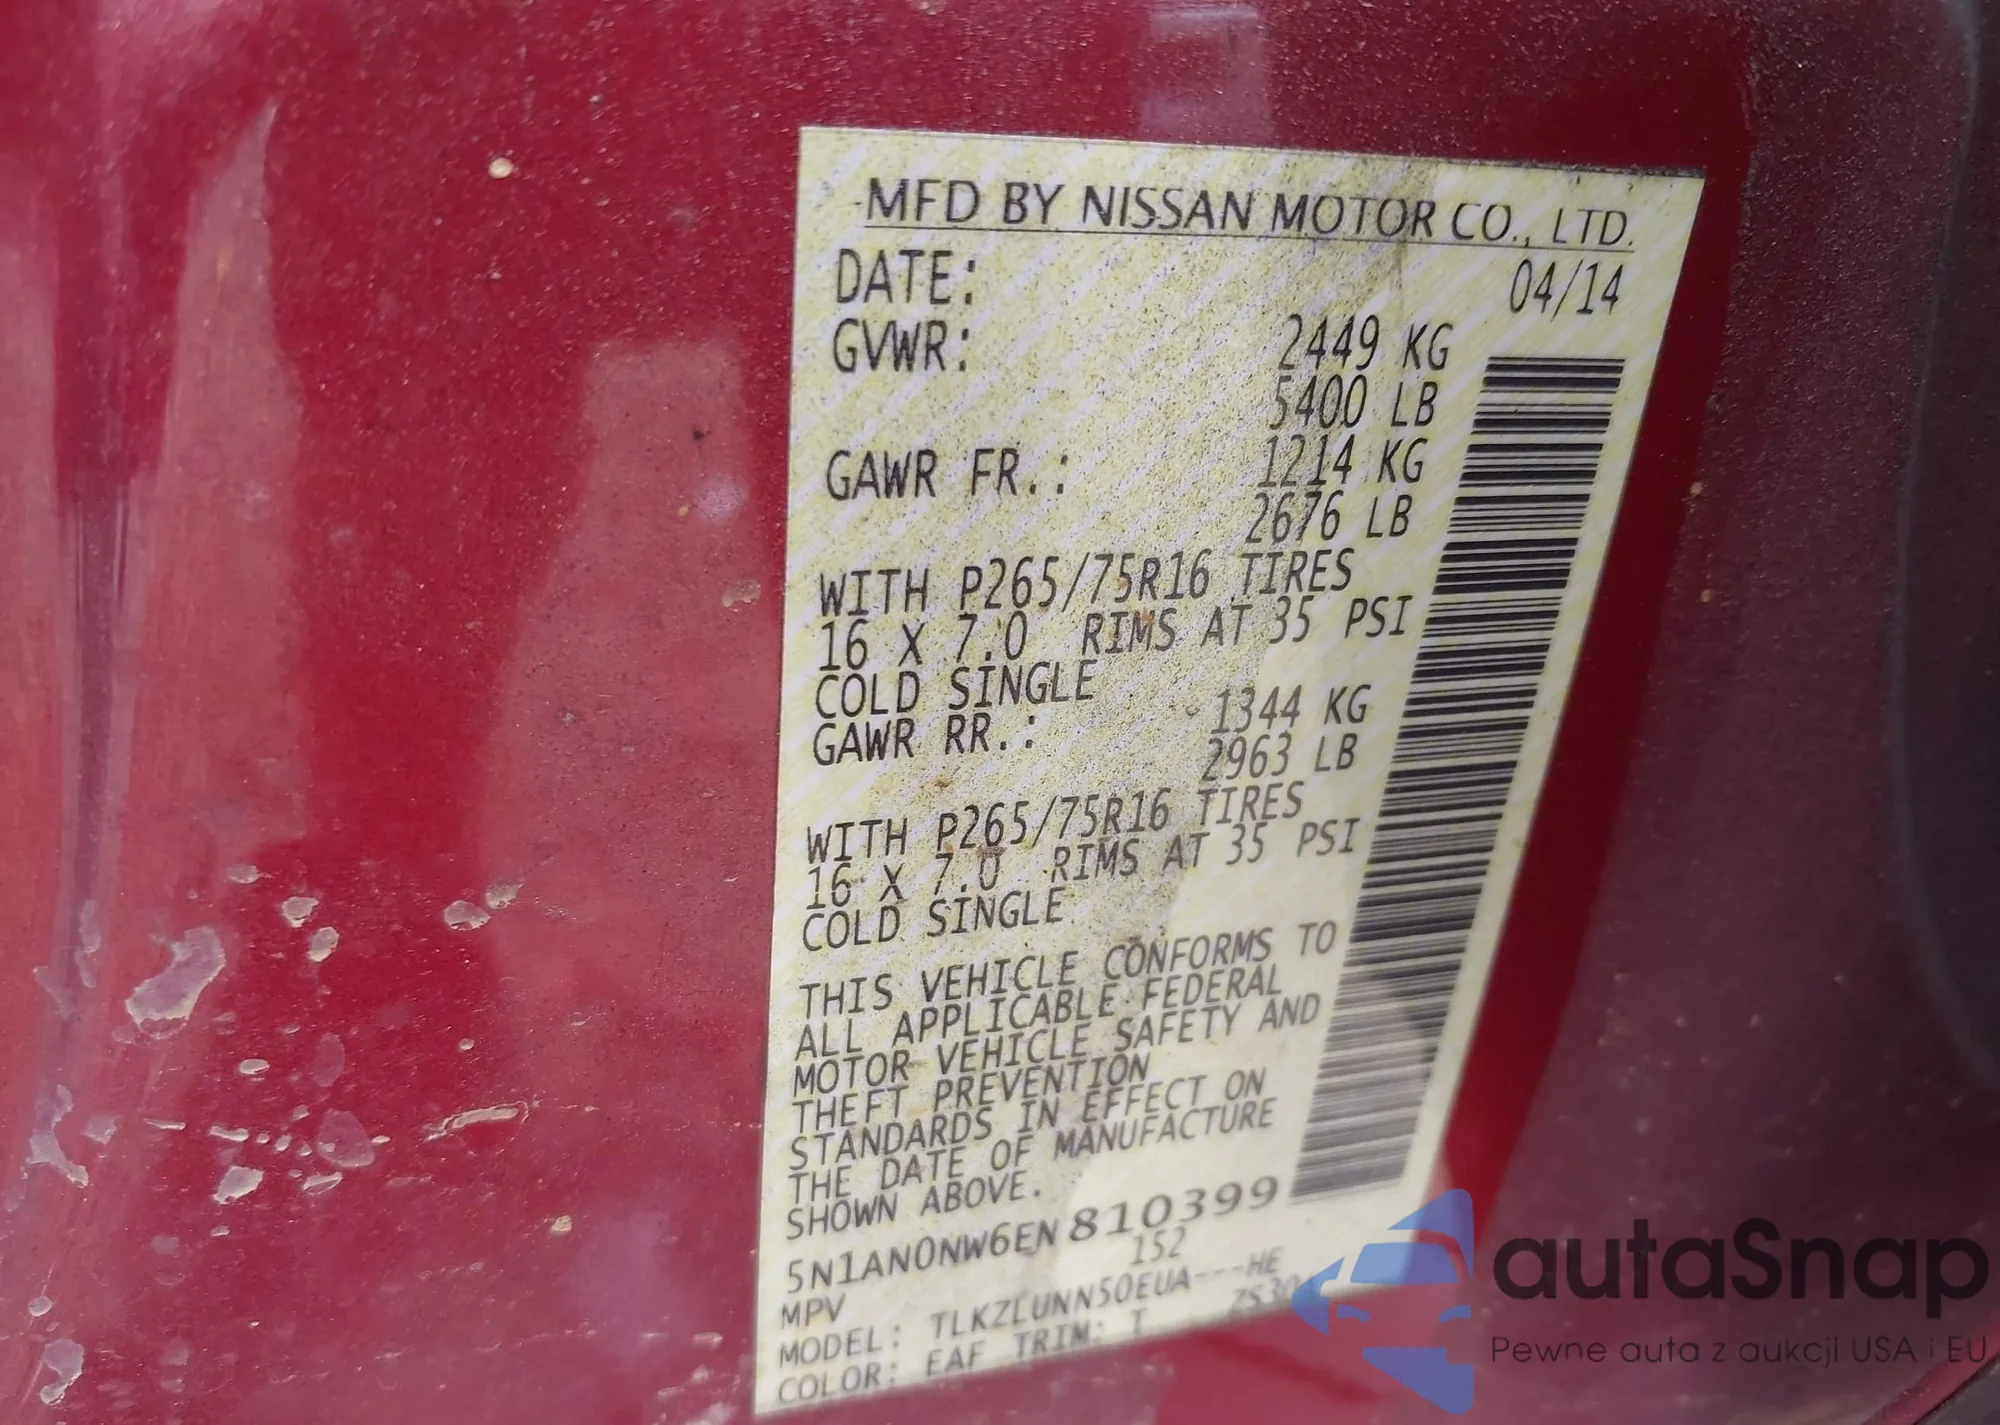 MFD BY NISSAN MOTOR CO., LTD.
DATE: 04/14
GVWR: 2449 KG
5400 LB
GAWR FR.: 1214 KG
2676 LB
WITH P265/75R16 TIRES
16 X 7.0 RIMS AT 35 PSI
COLD SINGLE
GAWR RR.: 1344 KG
2963 LB
WITH P265/75R16 TIRES
16 X 7.0 RIMS AT 35 PSI
COLD SINGLE
THIS VEHICLE CONFORMS TO
ALL APPLICABLE FEDERAL
MOTOR VEHICLE SAFETY AND
THEFT PREVENTION
STANDARDS IN EFFECT ON
THE DATE OF MANUFACTURE
SHOWN ABOVE.
5N1AN0NW6EN810399
MPV 152
MODEL: TLKZLUNN50EUA---HE
COLOR: EAF TRIM:
autaSnap
Pewne auta z aukcji USA i EU